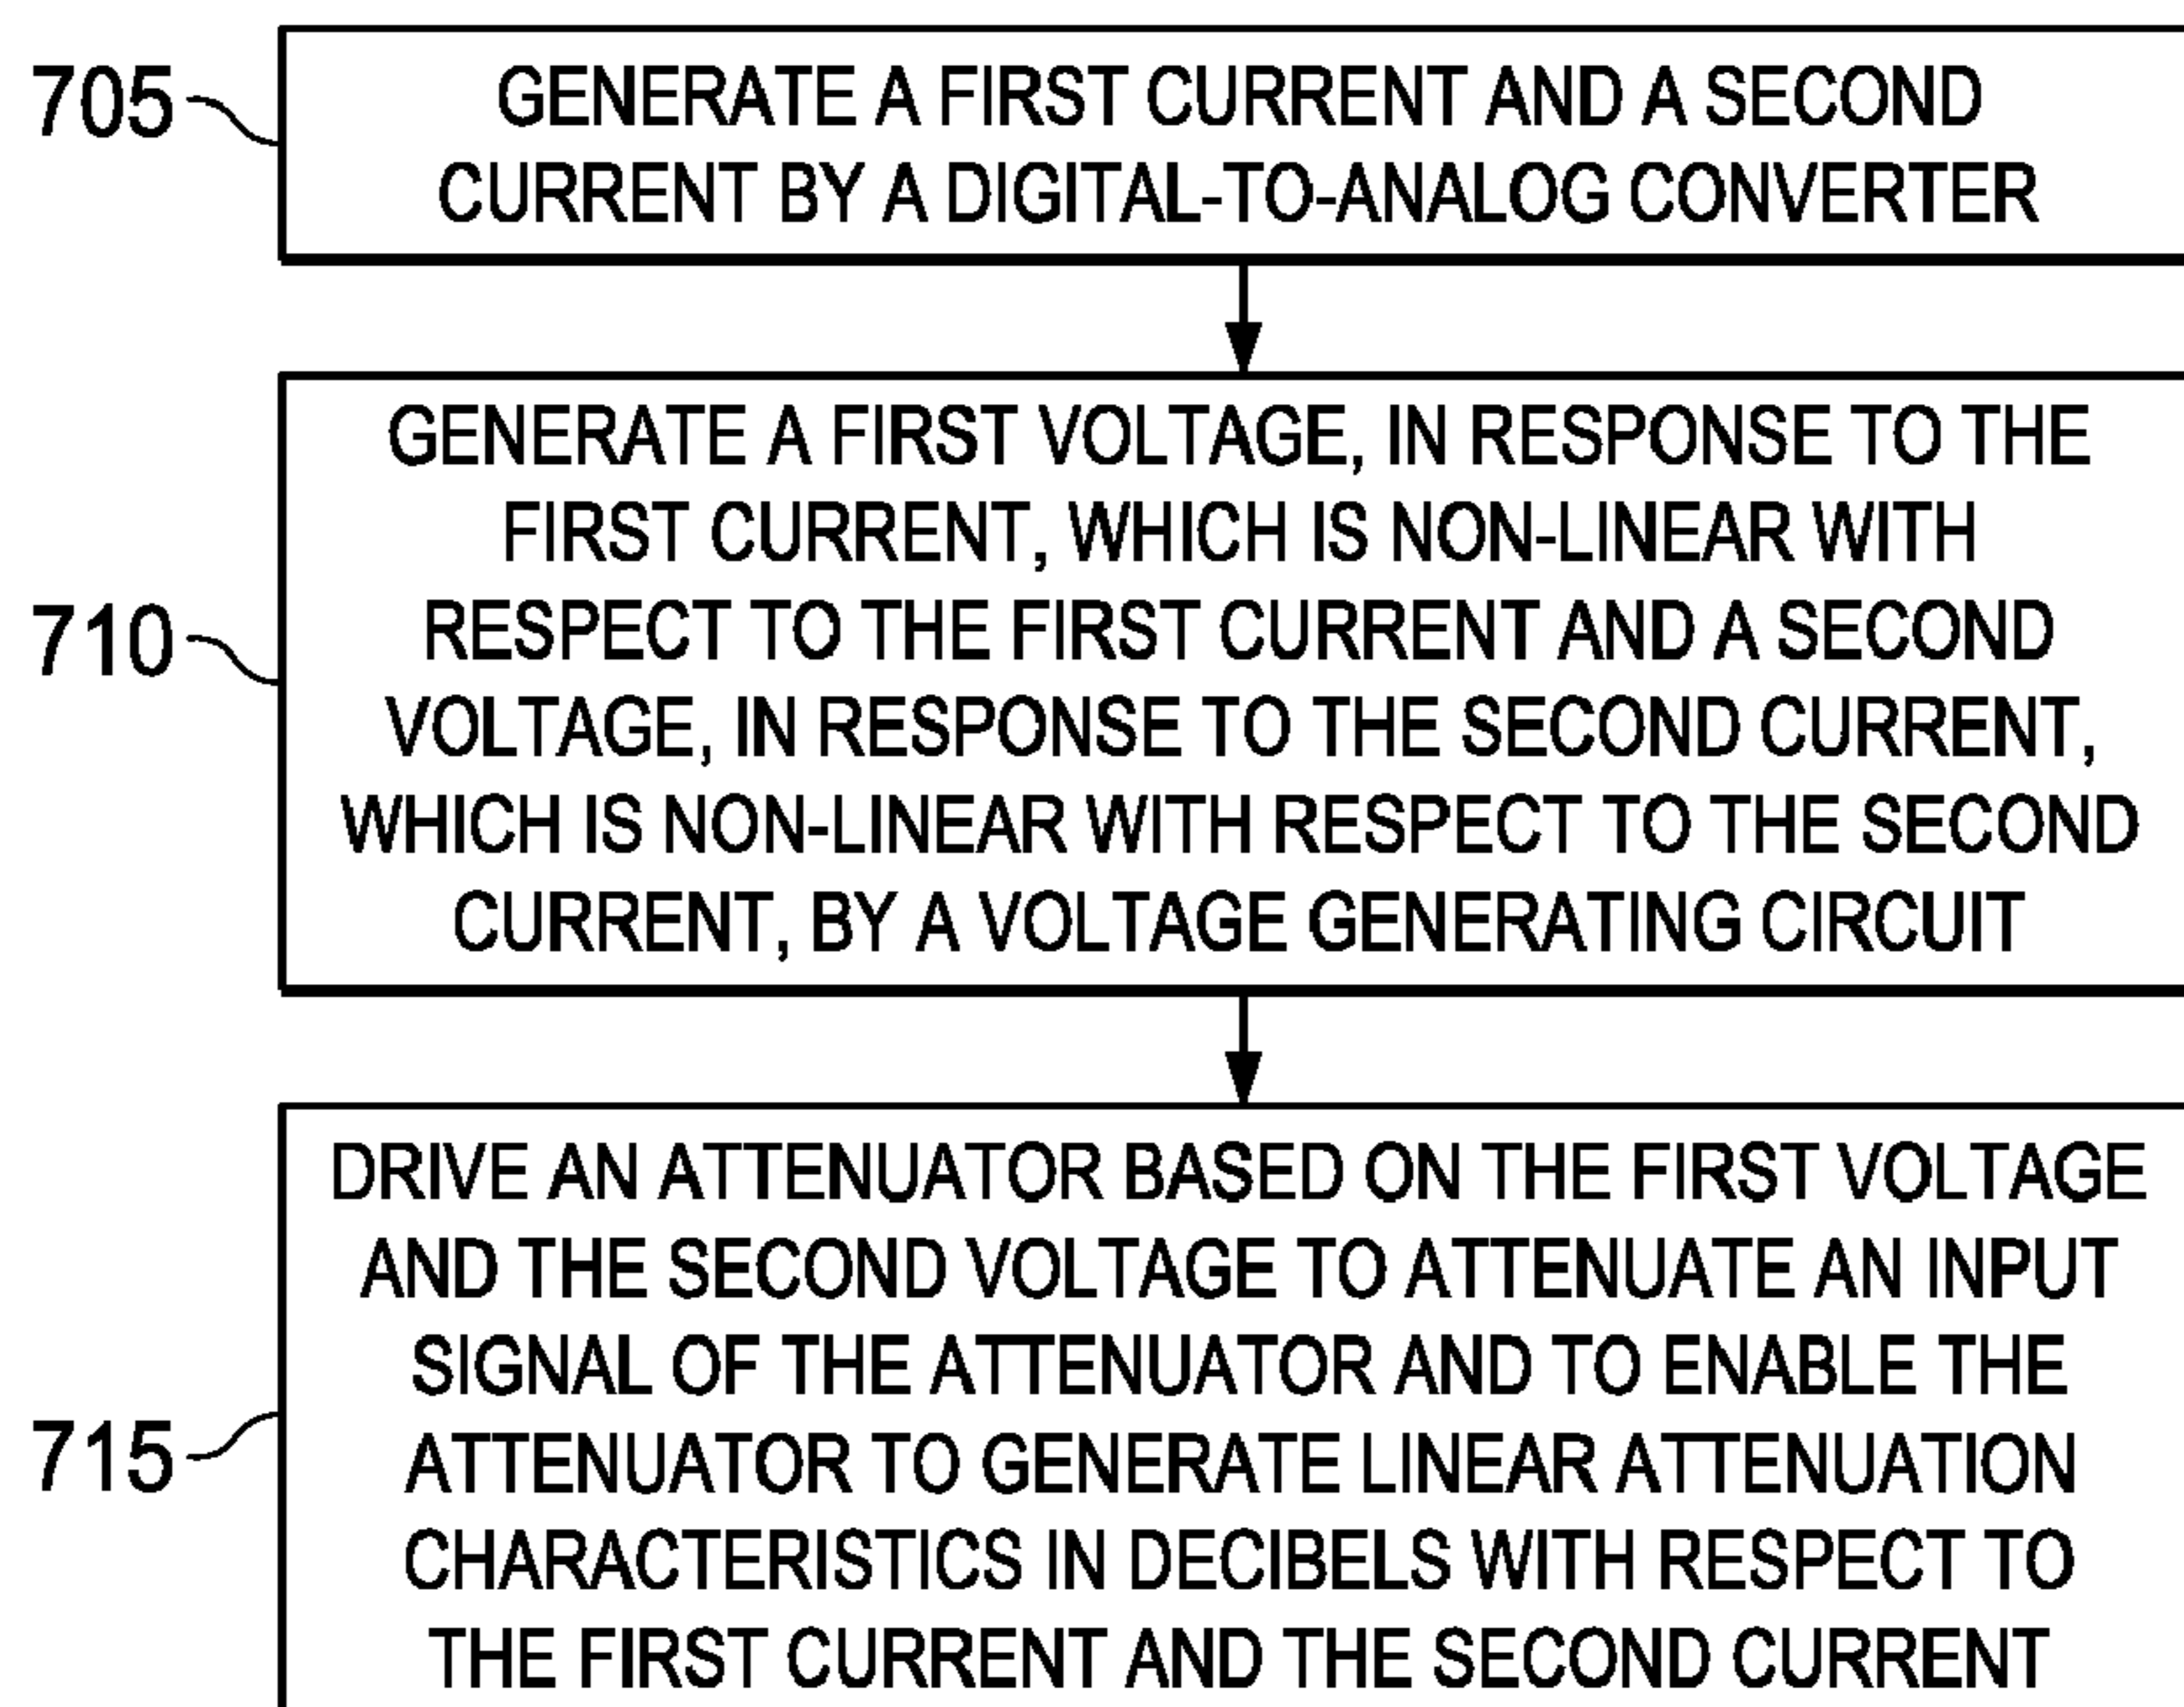 705
GENERATE A FIRST CURRENT AND A SECOND
CURRENT BY A DIGITAL-TO-ANALOG CONVERTER
710
GENERATE A FIRST VOLTAGE, IN RESPONSE TO THE
FIRST CURRENT, WHICH IS NON-LINEAR WITH
RESPECT TO THE FIRST CURRENT AND A SECOND
VOLTAGE, IN RESPONSE TO THE SECOND CURRENT,
WHICH IS NON-LINEAR WITH RESPECT TO THE SECOND
CURRENT, BY A VOLTAGE GENERATING CIRCUIT
715
DRIVE AN ATTENUATOR BASED ON THE FIRST VOLTAGE
AND THE SECOND VOLTAGE TO ATTENUATE AN INPUT
SIGNAL OF THE ATTENUATOR AND TO ENABLE THE
ATTENUATOR TO GENERATE LINEAR ATTENUATION
CHARACTERISTICS IN DECIBELS WITH RESPECT TO
THE FIRST CURRENT AND THE SECOND CURRENT